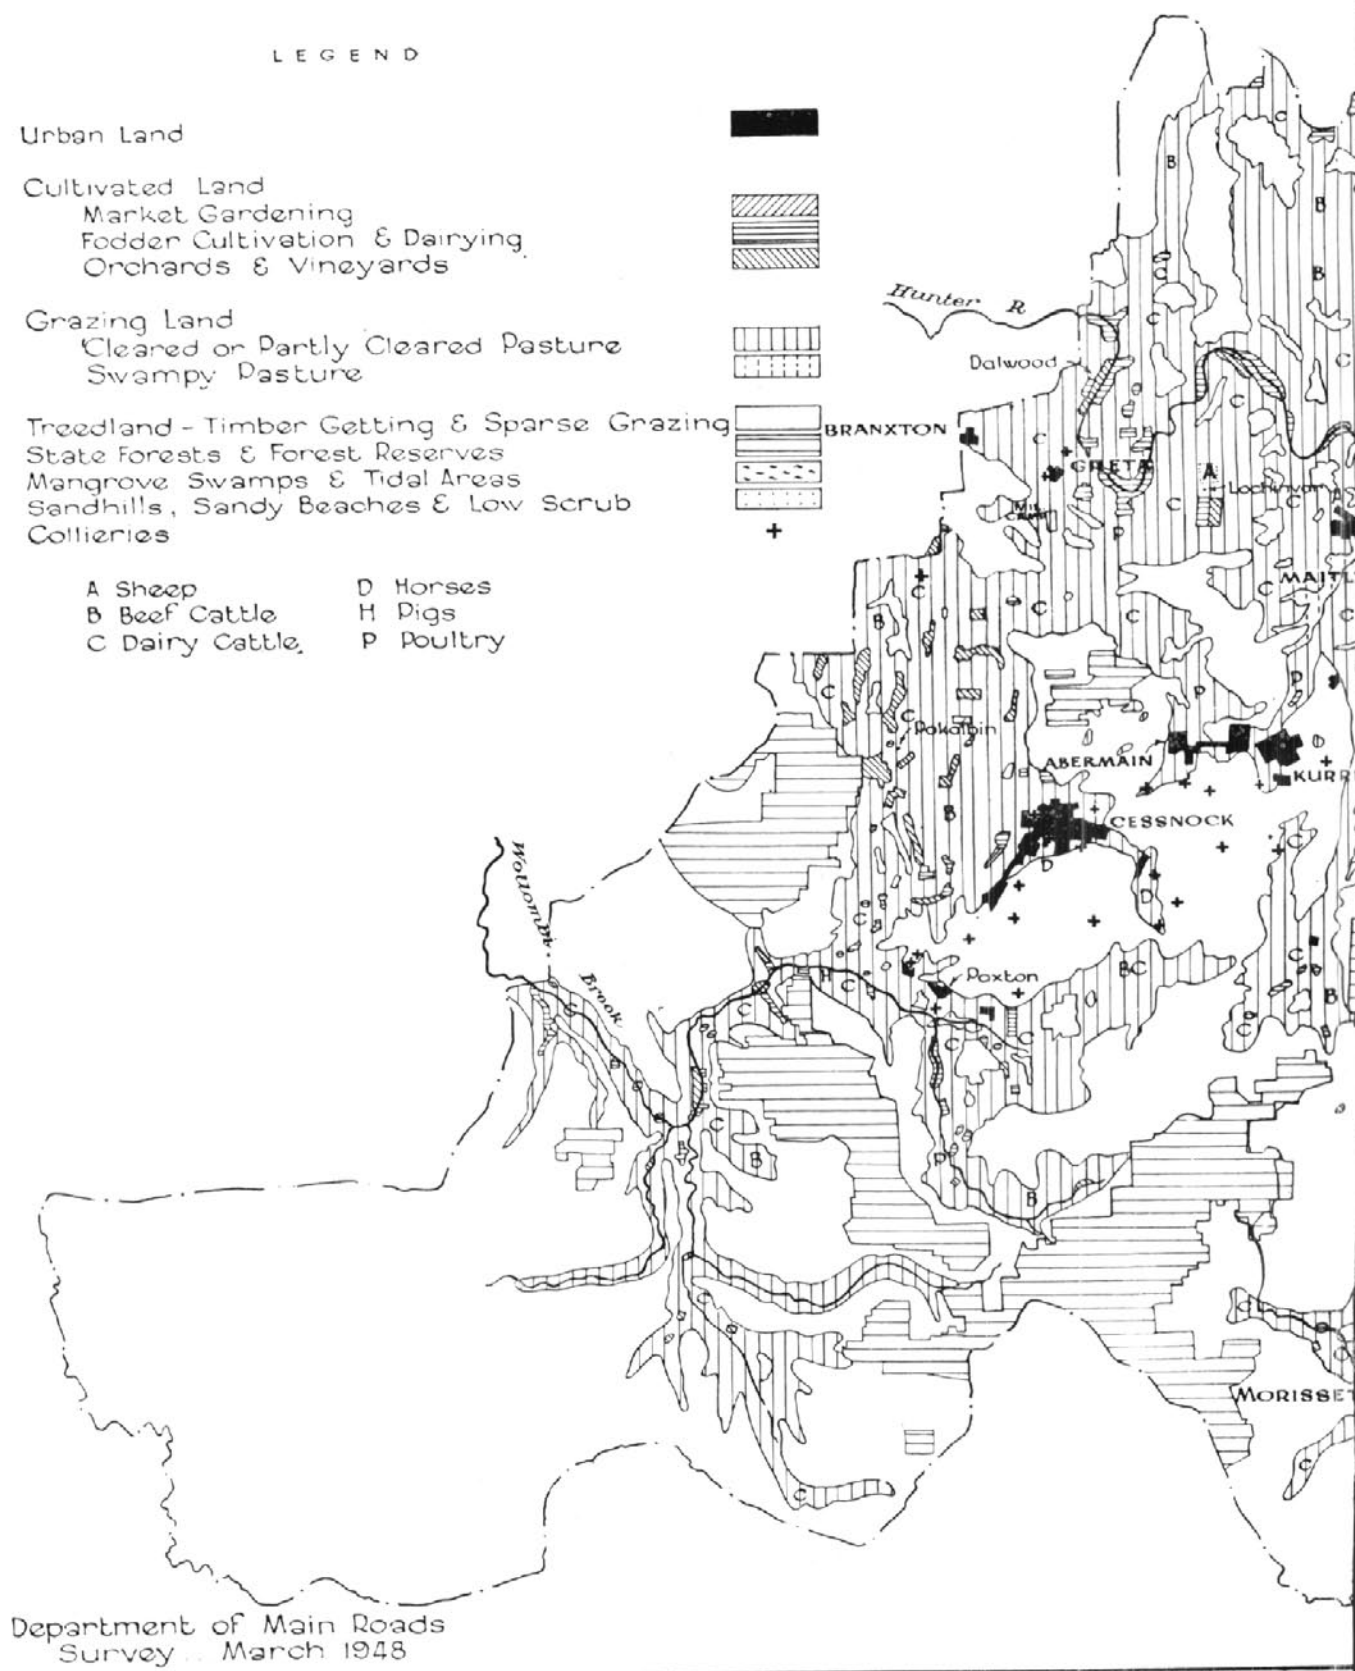 LEGEND
Urban Land
Cultivated Land
Market Gardening
Fodder Cultivation & Dairying
Orchards & Vineyards
Grazing Land
Cleared or Partly Cleared Pasture
Swampy Pasture
Treedland - Timber Getting & Sparse Grazing
State Forests & Forest Reserves
Mangrove Swamps & Tidal Areas
Sandhills, Sandy Beaches & Low Scrub
Collieries
A Sheep
B Beef Cattle
C Dairy Cattle
D Horses
H Pigs
P Poultry
Hunter R
Dalwood
BRANXTON
GRETA
A
Lochinvar
MIL CAMP
MAITL
Pokolbin
ABERMAIN
KURR
CESSNOCK
Wollombi
Brook
Paxton
MORISSET
Department of Main Roads
Survey .. March 1948